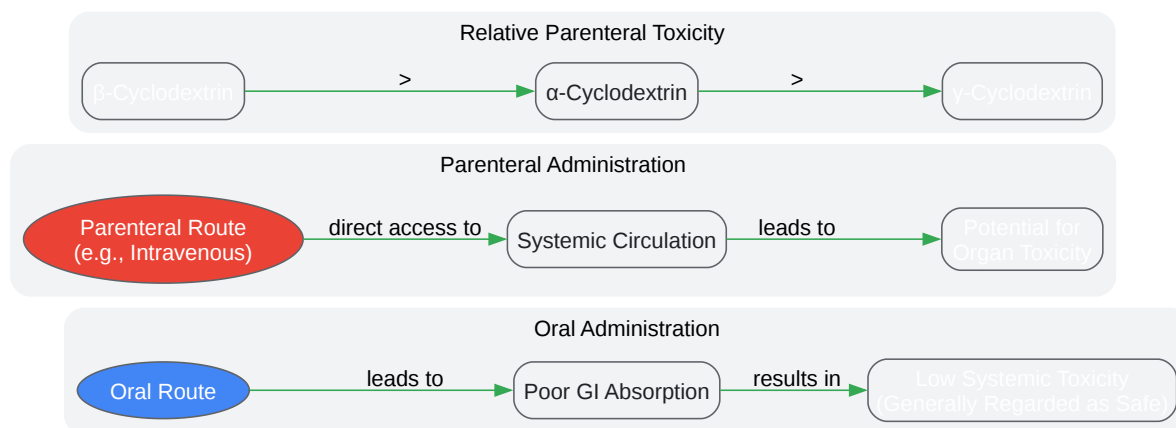 Relative Parenteral Toxicity
β-Cyclodextrin
>
α-Cyclodextrin
>
γ-Cyclodextrin
Parenteral Administration
Parenteral Route
(e.g., Intravenous)
direct access to
Systemic Circulation
leads to
Potential for
Organ Toxicity
Oral Administration
Oral Route
leads to
Poor GI Absorption
results in
Low Systemic Toxicity
(Generally Regarded as Safe)